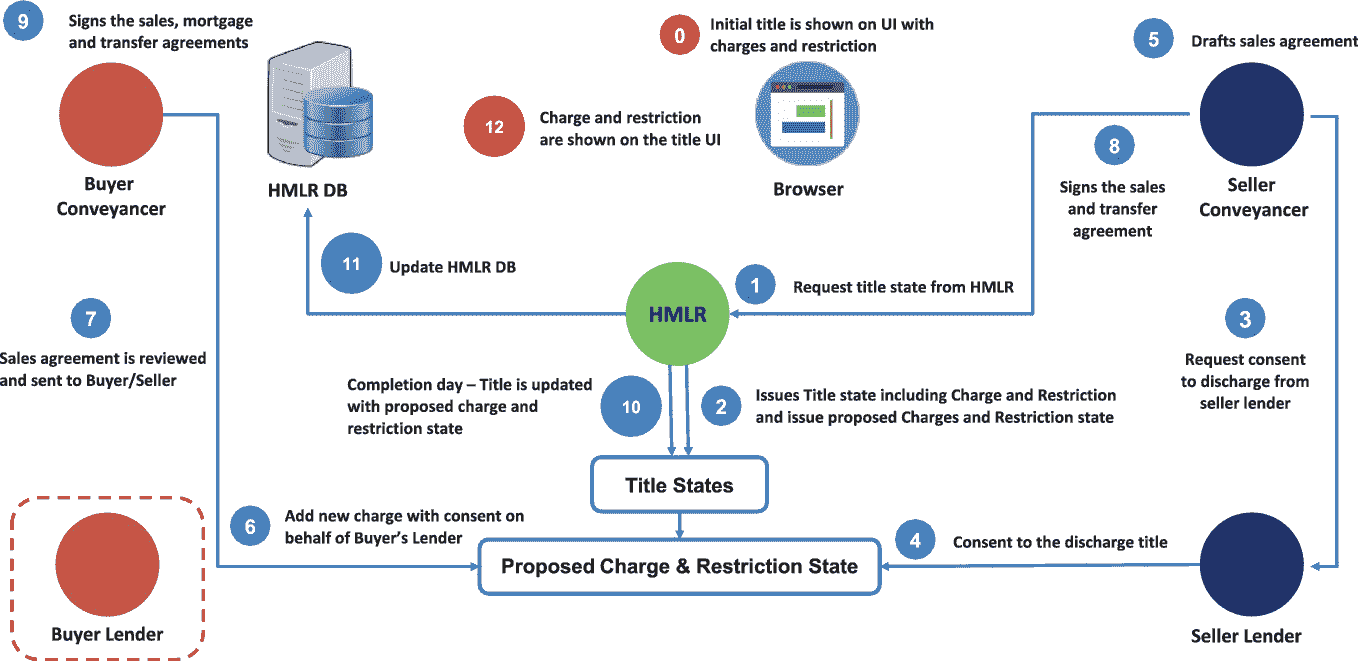 9
Signs the sales, mortgage
and transfer agreements
Buyer
Conveyancer
HMLR DB
0
Initial title is shown on UI with
charges and restriction
12
Charge and restriction
are shown on the title UI
Browser
5
Drafts sales agreement
8
Signs the sales
and transfer
agreement
Seller
Conveyancer
11
Update HMLR DB
HMLR
1
Request title state from HMLR
7
Sales agreement is reviewed
and sent to Buyer/Seller
3
Request consent
to discharge from
seller lender
Completion day – Title is updated
with proposed charge and
restriction state
10
2
Issues Title state including Charge and Restriction
and issue proposed Charges and Restriction state
Title States
6
Add new charge with consent on
behalf of Buyer’s Lender
Proposed Charge & Restriction State
4
Consent to the discharge title
Buyer Lender
Seller Lender